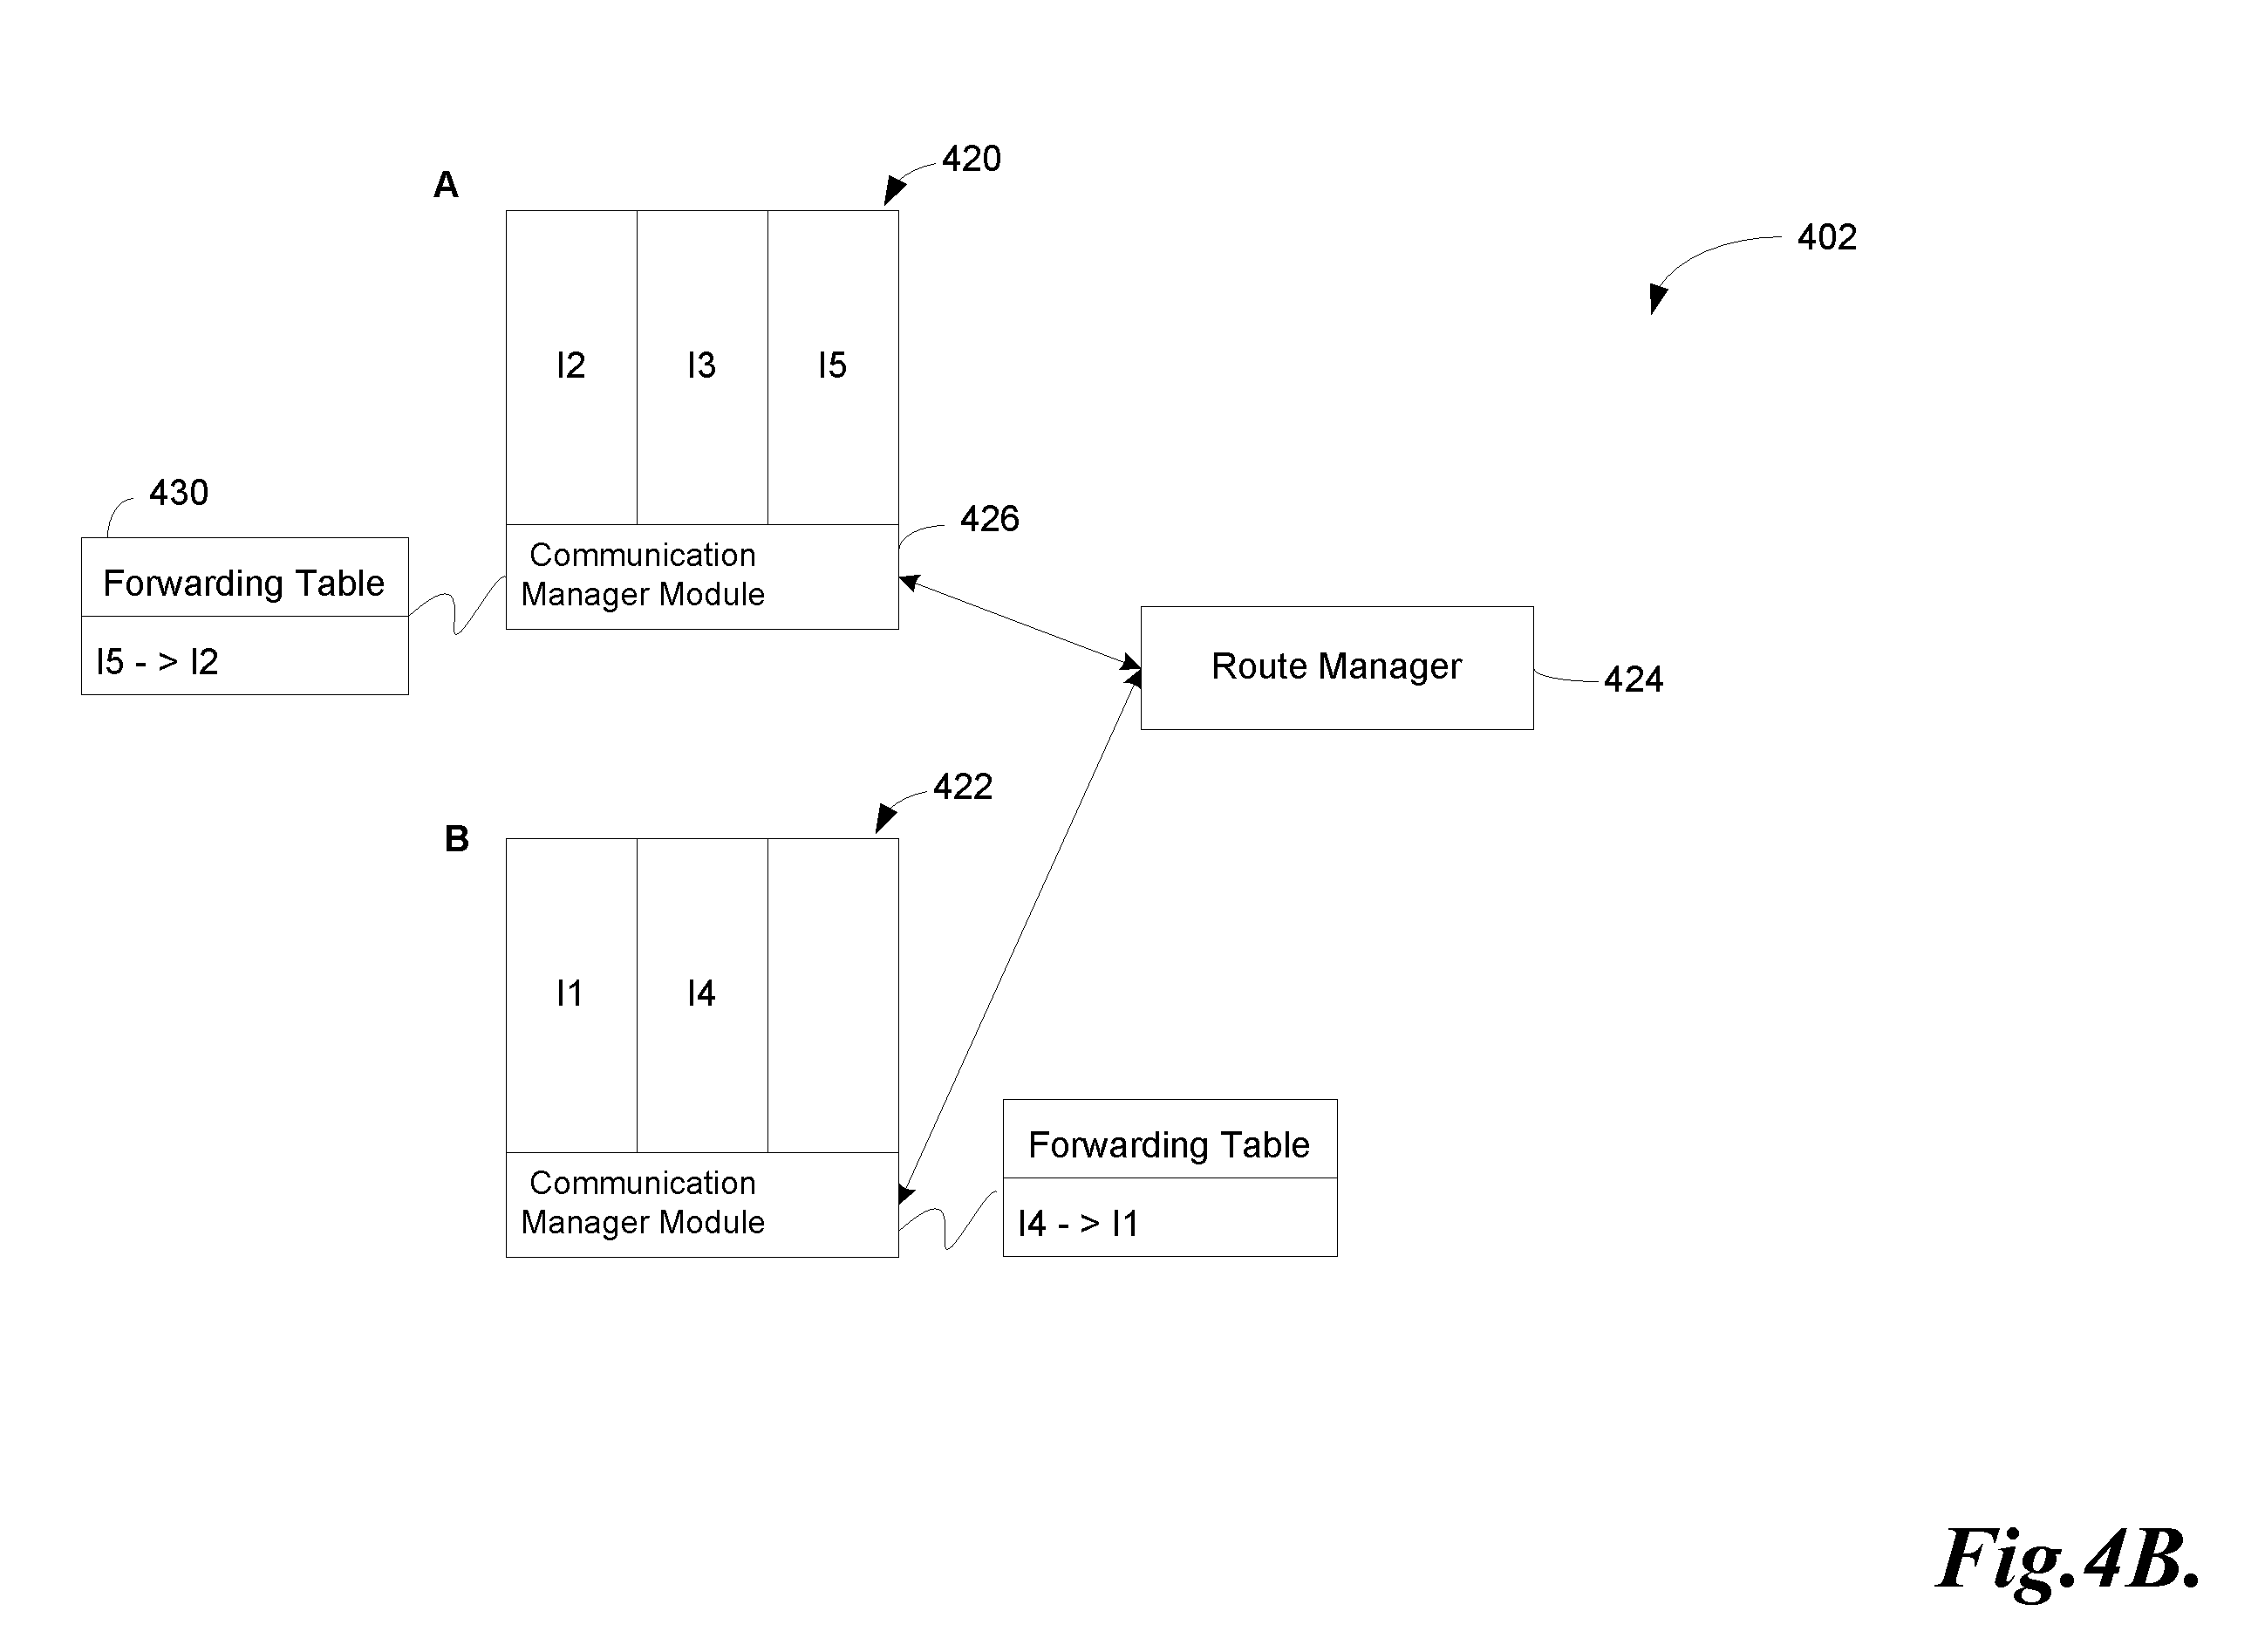 420
A
402
I2 I3 I5
430
426
Communication
Manager Module
Forwarding Table
I5 - > I2
Route Manager
424
422
B
I1 I4
Forwarding Table
Communication
Manager Module
I4 - > I1
Fig.4B.